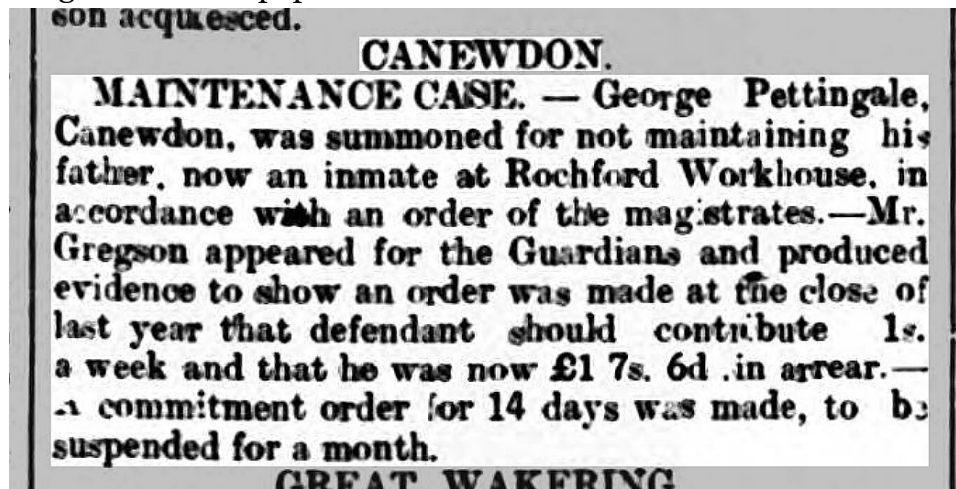 son acquiesced.
CANEWDON.
MAINTENANCE CASE. — George Pettingale,
Canewdon, was summoned for not maintaining his
father, now an inmate at Rochford Workhouse, in
accordance with an order of the magistrates.—Mr.
Gregson appeared for the Guardians and produced
evidence to show an order was made at the close of
last year that defendant should contribute 1s.
a week and that he was now £1 7s. 6d .in arrear.—
A commitment order for 14 days was made, to be
suspended for a month.
GREAT WAKERING